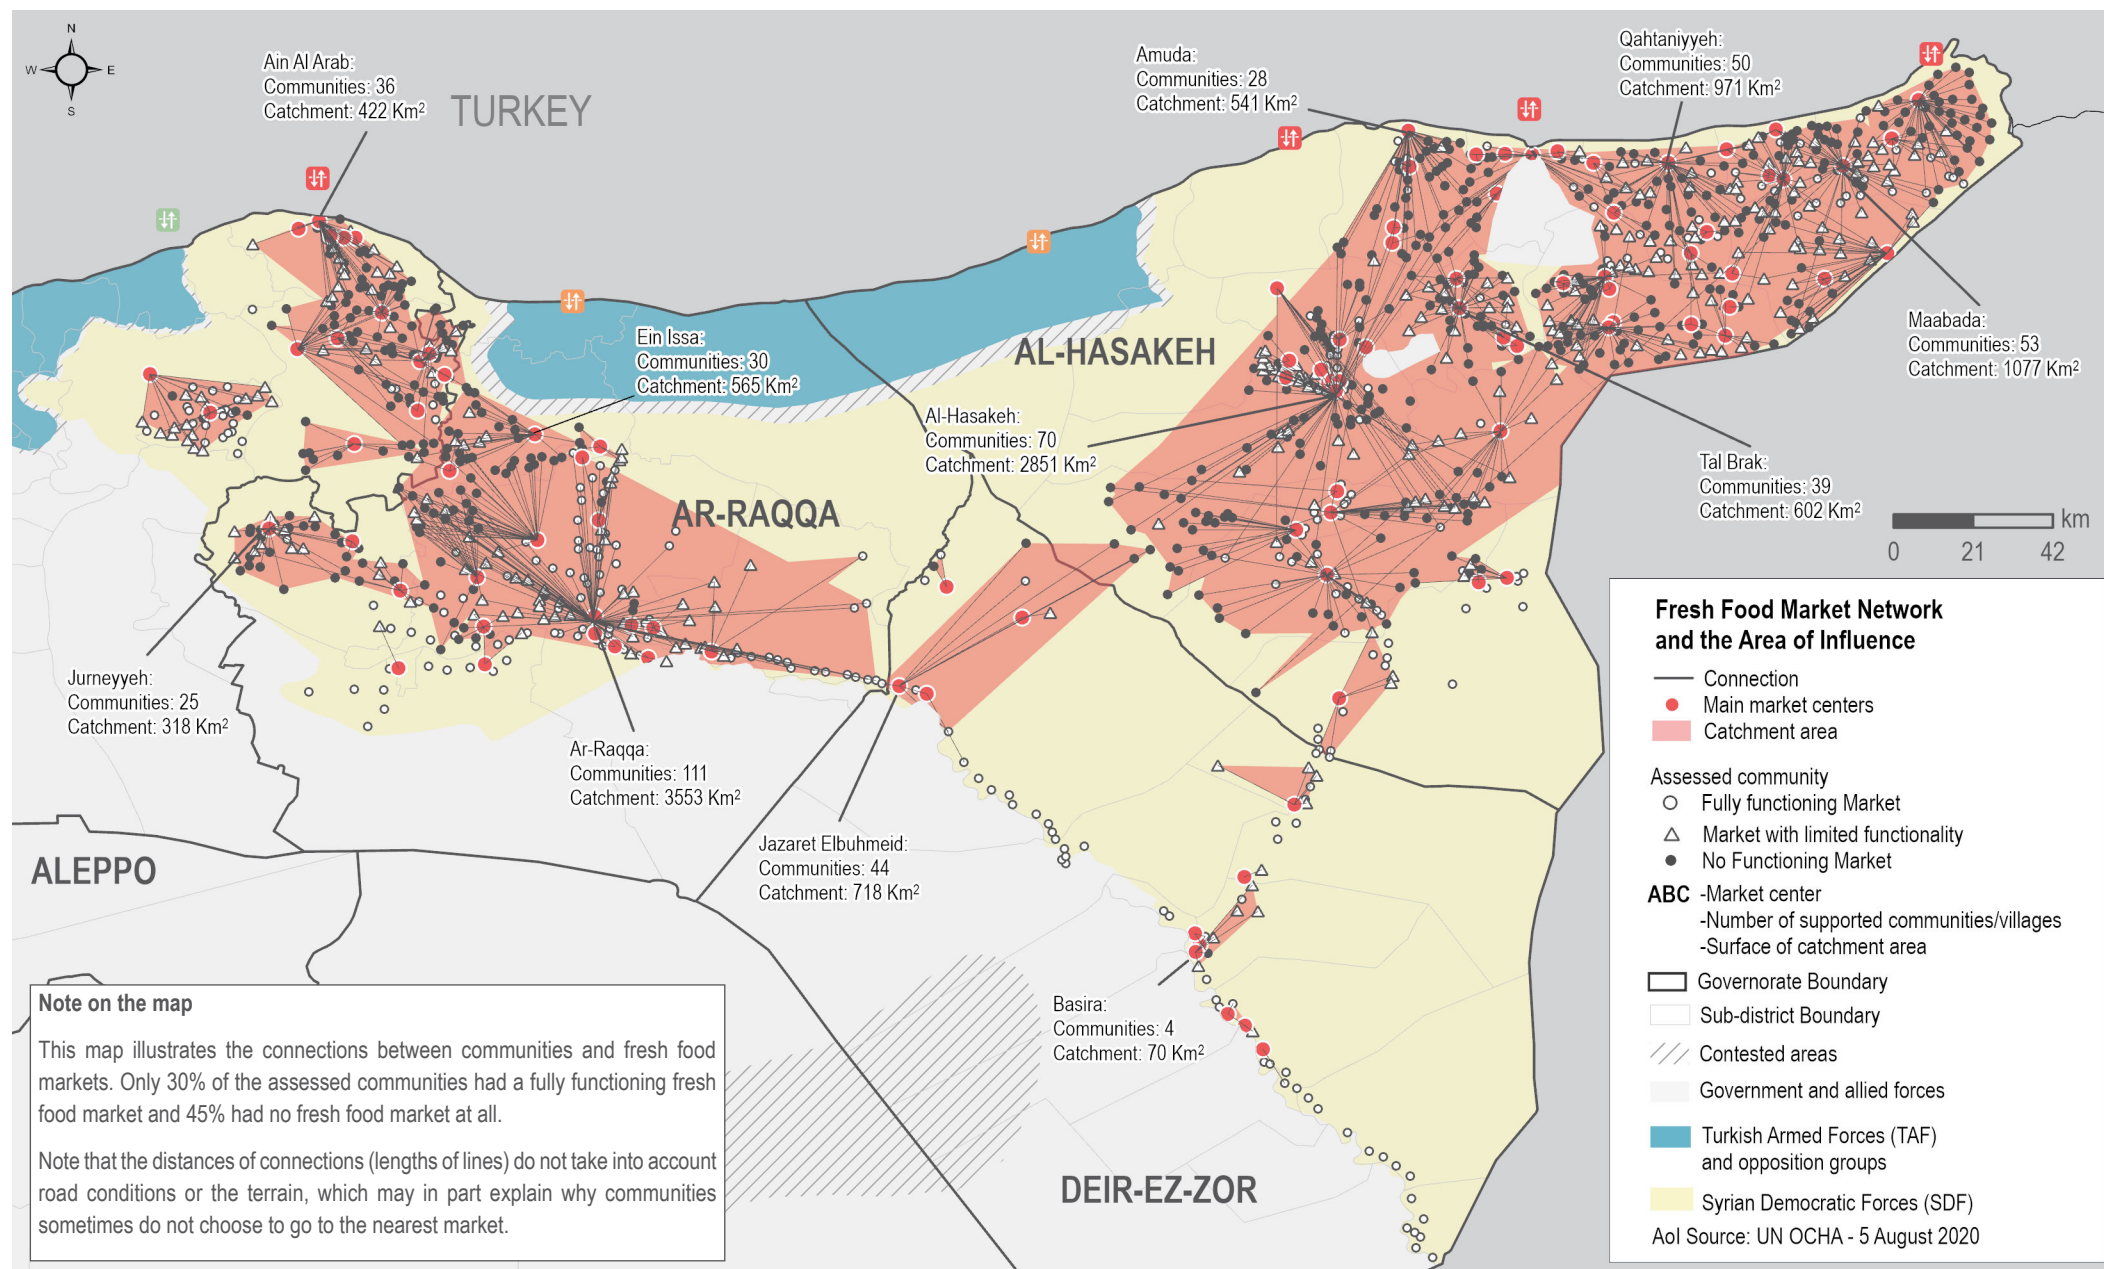 N
W
E
S
Ain Al Arab:
Communities: 36
Catchment: 422 Km²
TURKEY
Amuda:
Communities: 28
Catchment: 541 Km²
Qahtaniyyeh:
Communities: 50
Catchment: 971 Km²
Ein Issa:
Communities: 30
Catchment: 565 Km²
AL-HASAKEH
Maabada:
Communities: 53
Catchment: 1077 Km²
Al-Hasakeh:
Communities: 70
Catchment: 2851 Km²
Tal Brak:
Communities: 39
Catchment: 602 Km²
AR-RAQQA
km
0 21 42
Jurneyyeh:
Communities: 25
Catchment: 318 Km²
Ar-Raqqa:
Communities: 111
Catchment: 3553 Km²
Jazaret Elbuhmeid:
Communities: 44
Catchment: 718 Km²
ALEPPO
Basira:
Communities: 4
Catchment: 70 Km²
DEIR-EZ-ZOR
Note on the map
This map illustrates the connections between communities and fresh food
markets. Only 30% of the assessed communities had a fully functioning fresh
food market and 45% had no fresh food market at all.
Note that the distances of connections (lengths of lines) do not take into account
road conditions or the terrain, which may in part explain why communities
sometimes do not choose to go to the nearest market.
Fresh Food Market Network
and the Area of Influence
Connection
Main market centers
Catchment area
Assessed community
Fully functioning Market
Market with limited functionality
No Functioning Market
ABC -Market center
-Number of supported communities/villages
-Surface of catchment area
Governorate Boundary
Sub-district Boundary
Contested areas
Government and allied forces
Turkish Armed Forces (TAF)
and opposition groups
Syrian Democratic Forces (SDF)
AoI Source: UN OCHA - 5 August 2020